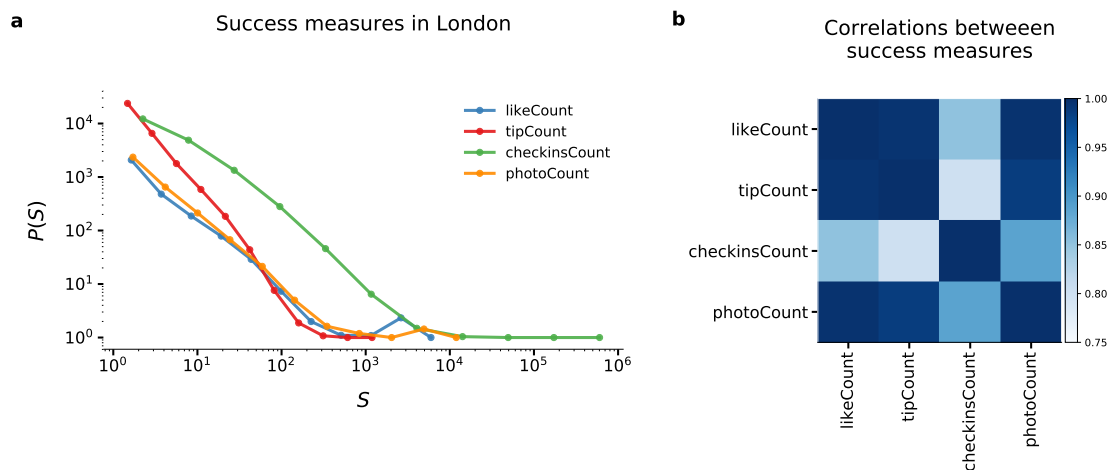 a
Success measures in London
P(S)
10^4
10^3
10^2
10^1
10^0
10^0
10^1
10^2
10^3
10^4
10^5
10^6
S
likeCount
tipCount
checkinsCount
photoCount
b
Correlations betweeen
success measures
likeCount
tipCount
checkinsCount
photoCount
likeCount
tipCount
checkinsCount
photoCount
1.00
0.95
0.90
0.85
0.80
0.75